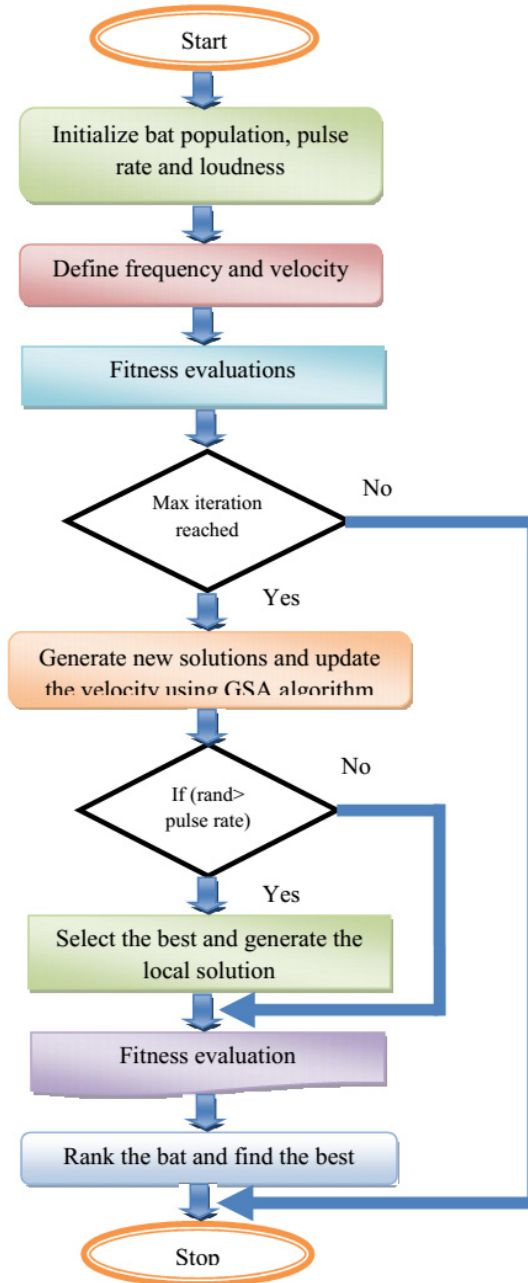 Start
Initialize bat population, pulse
rate and loudness
Define frequency and velocity
Fitness evaluations
Max iteration
reached
No
Yes
Generate new solutions and update
the velocity using GSA algorithm
If (rand>
pulse rate)
No
Yes
Select the best and generate the
local solution
Fitness evaluation
Rank the bat and find the best
Stop